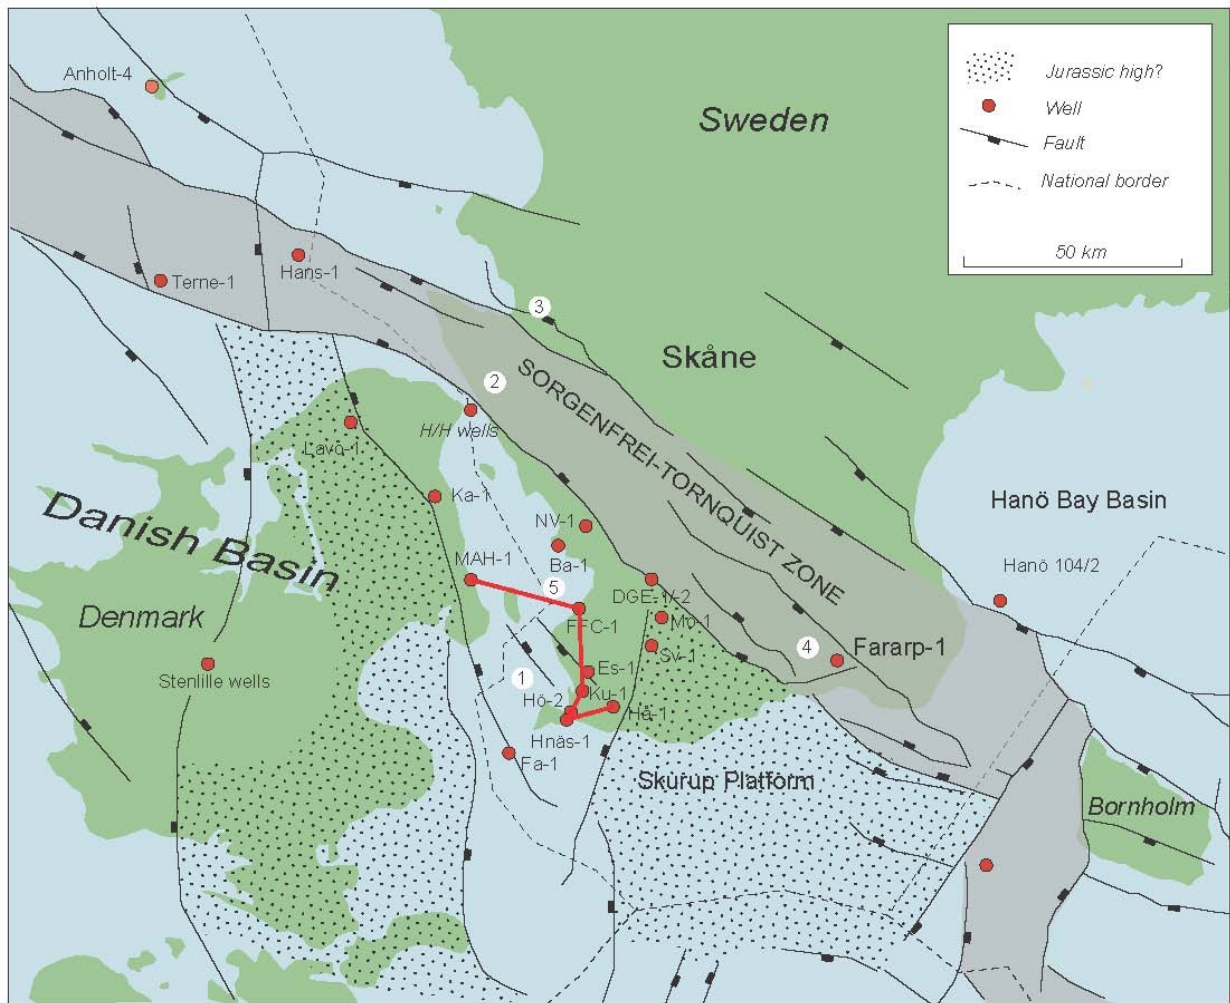 Anholt-4
Sweden
Jurassic high?
Well
Fault
National border
50 km
Terne-1
Hans-1
3
Skåne
2
SORGENFREI-TORNQUIST ZONE
H/H wells
Lavö-1
Ka-1
NV-1
Ba-1
MAH-1
5
FFC-1
DGE-1/-2
Mo-1
Sv-1
Hanö Bay Basin
Hanö 104/2
Danish Basin
Denmark
Stenlille wells
4
Fararp-1
1
Es-1
Ku-1
Hö-2
Hå-1
Hnäs-1
Fa-1
Skurup Platform
Bornholm